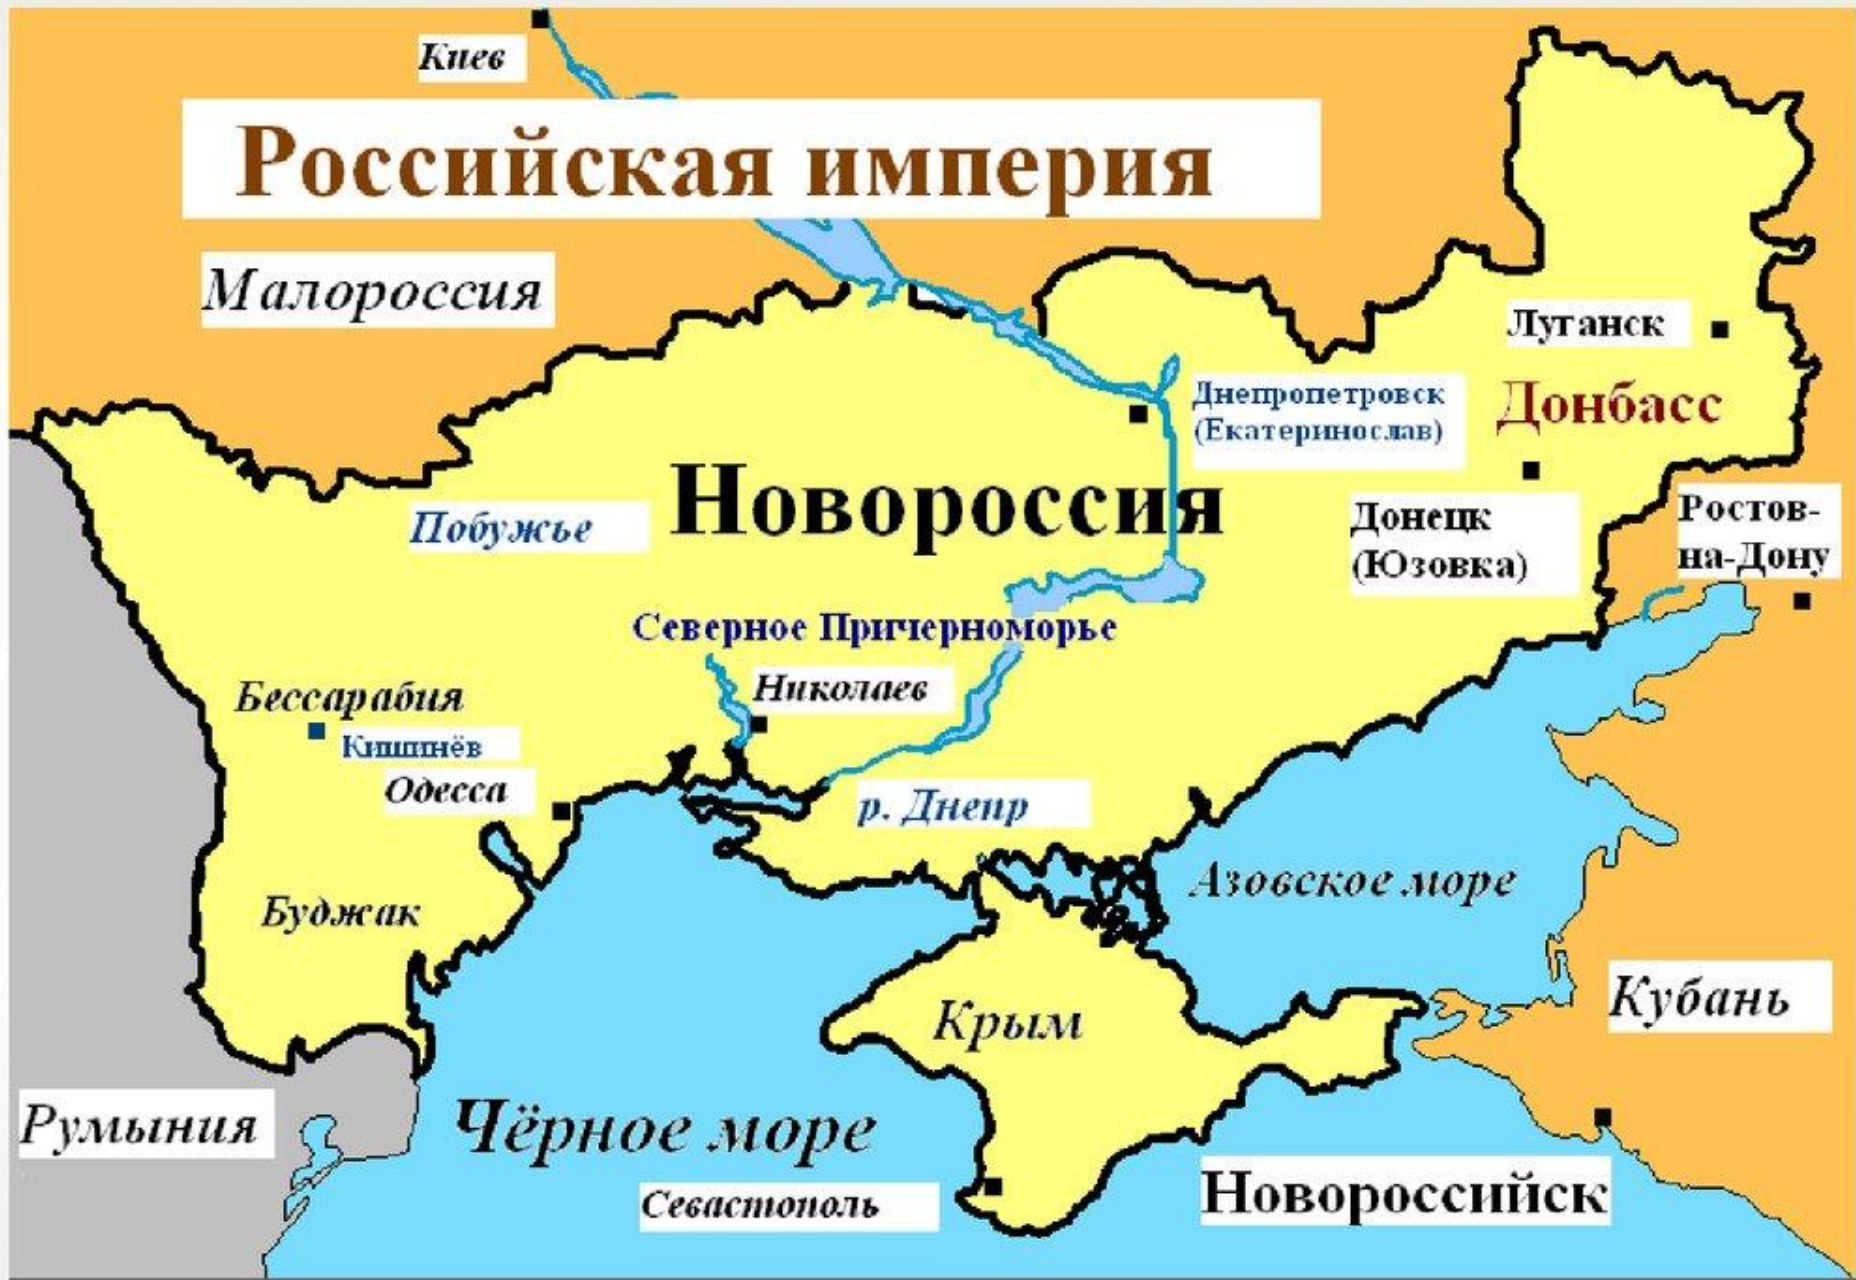 Киев
Российская империя
Малороссия
Луганск
Днепропетровск
(Екатеринослав)
Донбасс
Новороссия
Побужье
Донецк
(Юзовка)
Ростов-
на-Дону
Северное Причерноморье
Николаев
Бессарабия
Кишинёв
Одесса
р. Днепр
Азовское море
Буджак
Крым
Кубань
Румыния
Чёрное море
Севастополь
Новороссийск